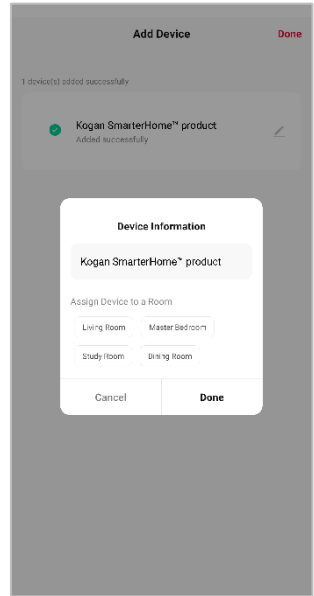 Add Device Done
1 device(s) added successfully
Kogan SmarterHome™ product
Added successfully
Device Information
Kogan SmarterHome™ product
Assign Device to a Room
Living Room Master Bedroom
Study Room Dining Room
Cancel Done